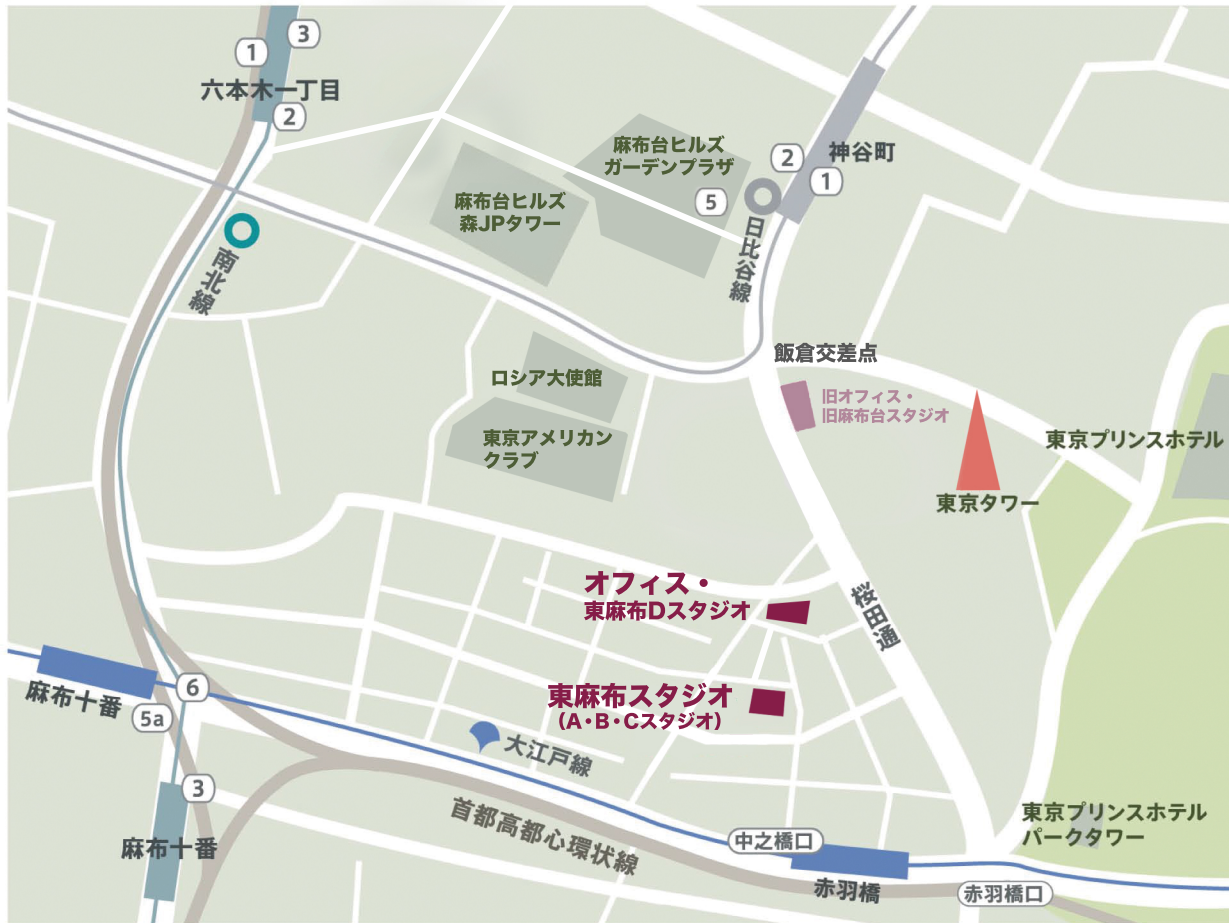 3
1
六本木一丁目
2
麻布台ヒルズ
ガーデンプラザ
2
神谷町
1
5
麻布台ヒルズ
森JPタワー
日比谷線
南北線
飯倉交差点
ロシア大使館
旧オフィス・
旧麻布台スタジオ
東京アメリカン
クラブ
東京プリンスホテル
東京タワー
オフィス・
東麻布Dスタジオ
桜田通
麻布十番
6
5a
東麻布スタジオ
（A・B・Cスタジオ）
大江戸線
3
首都高都心環状線
東京プリンスホテル
パークタワー
麻布十番
中之橋口
赤羽橋
赤羽橋口